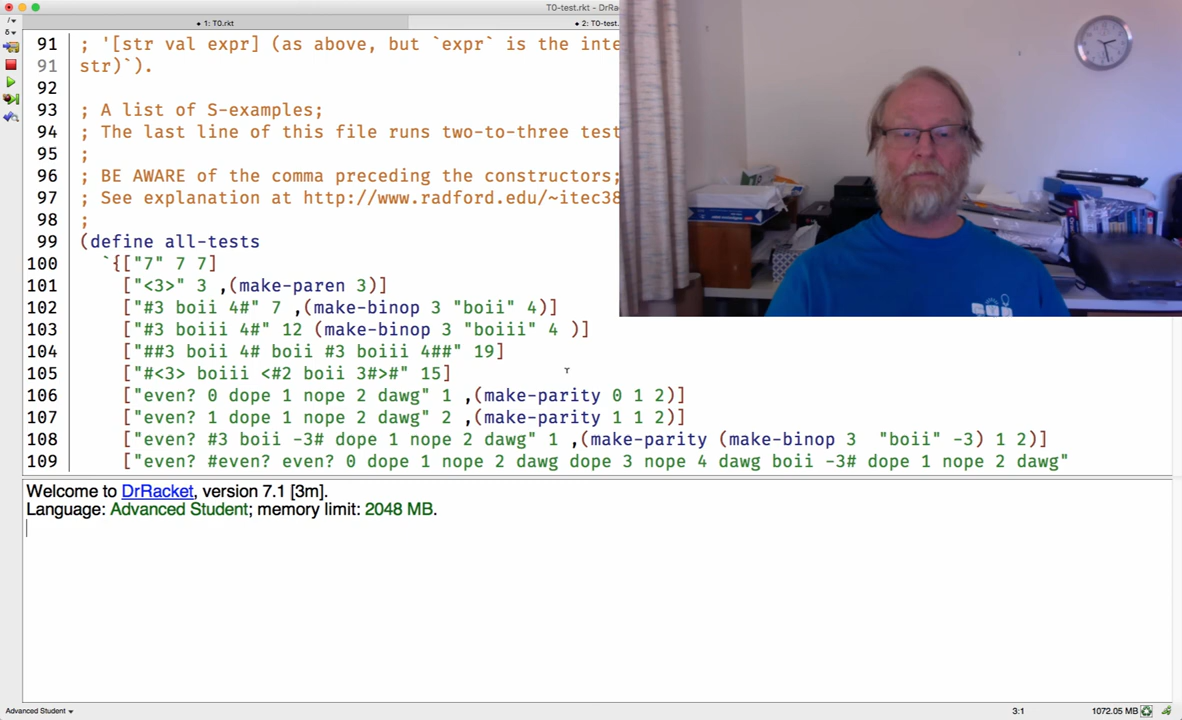 T0-test.rkt - DrRa
1: T0.rkt
2: T0-test.
91 ; '[str val expr] (as above, but `expr` is the inte
91 str)`).
92
93 ; A list of S-examples;
94 ; The last line of this file runs two-to-three test
95 ;
96 ; BE AWARE of the comma preceding the constructors;
97 ; See explanation at http://www.radford.edu/~itec38
98 ;
99 (define all-tests
100 `{["7" 7 7]
101 ["<3>" 3 ,(make-paren 3)]
102 ["#3 boii 4#" 7 ,(make-binop 3 "boii" 4)]
103 ["#3 boiii 4#" 12 (make-binop 3 "boiii" 4 )]
104 ["##3 boii 4# boii #3 boiii 4##" 19]
105 ["#<3> boiii <#2 boii 3#>#" 15]
106 ["even? 0 dope 1 nope 2 dawg" 1 ,(make-parity 0 1 2)]
107 ["even? 1 dope 1 nope 2 dawg" 2 ,(make-parity 1 1 2)]
108 ["even? #3 boii -3# dope 1 nope 2 dawg" 1 ,(make-parity (make-binop 3 "boii" -3) 1 2)]
109 ["even? #even? even? 0 dope 1 nope 2 dawg dope 3 nope 4 dawg boii -3# dope 1 nope 2 dawg"
Welcome to DrRacket, version 7.1 [3m].
Language: Advanced Student; memory limit: 2048 MB.
Advanced Student
3:1
1072.05 MB